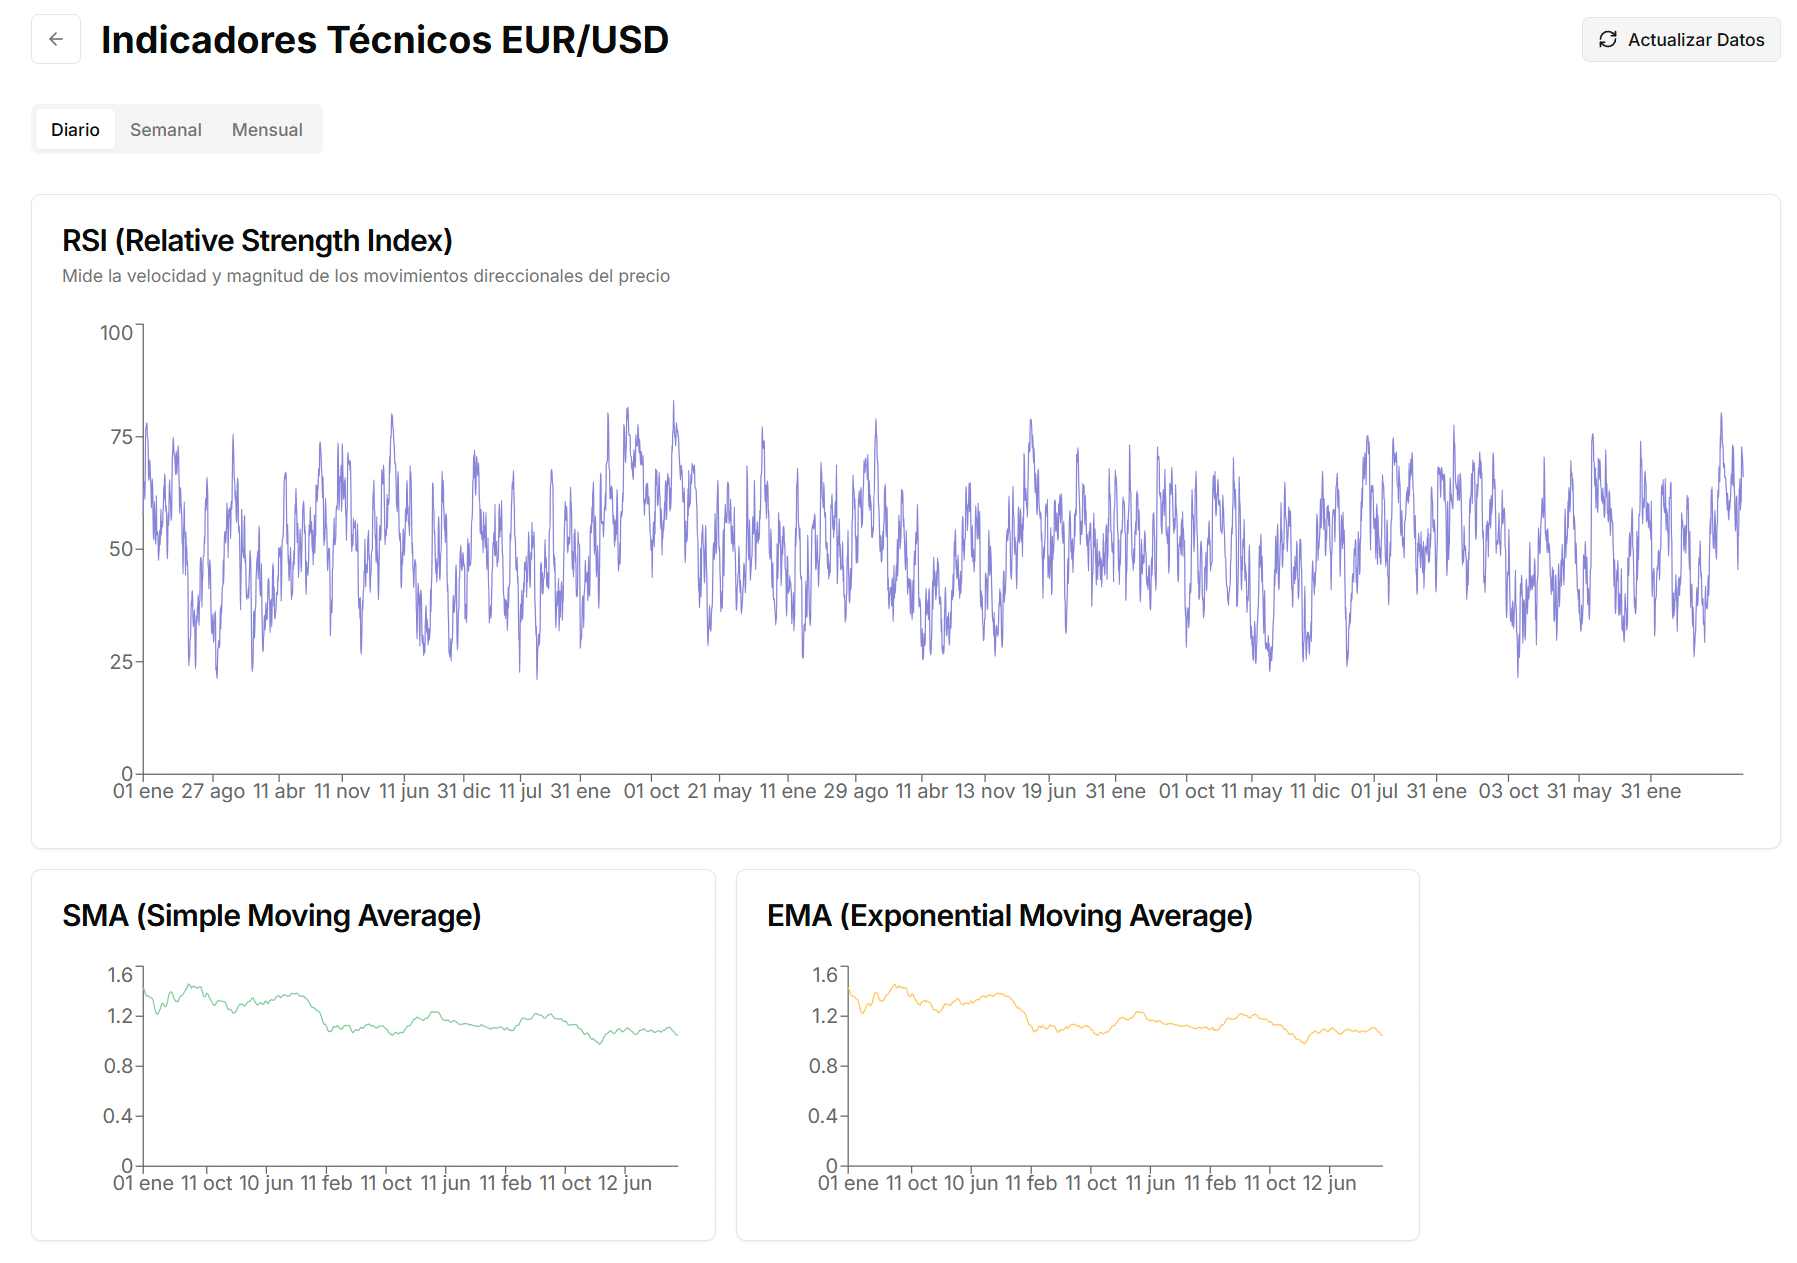 Indicadores Técnicos EUR/USD
Actualizar Datos
Diario Semanal Mensual
RSI (Relative Strength Index)
Mide la velocidad y magnitud de los movimientos direccionales del precio
100
75
50
25
0
01 ene 27 ago 11 abr 11 nov 11 jun 31 dic 11 jul 31 ene 01 oct 21 may 11 ene 29 ago 11 abr 13 nov 19 jun 31 ene 01 oct 11 may 11 dic 01 jul 31 ene 03 oct 31 may 31 ene
SMA (Simple Moving Average)
1.6
1.2
0.8
0.4
0
01 ene 11 oct 10 jun 11 feb 11 oct 11 jun 11 feb 11 oct 12 jun
EMA (Exponential Moving Average)
1.6
1.2
0.8
0.4
0
01 ene 11 oct 10 jun 11 feb 11 oct 11 jun 11 feb 11 oct 12 jun